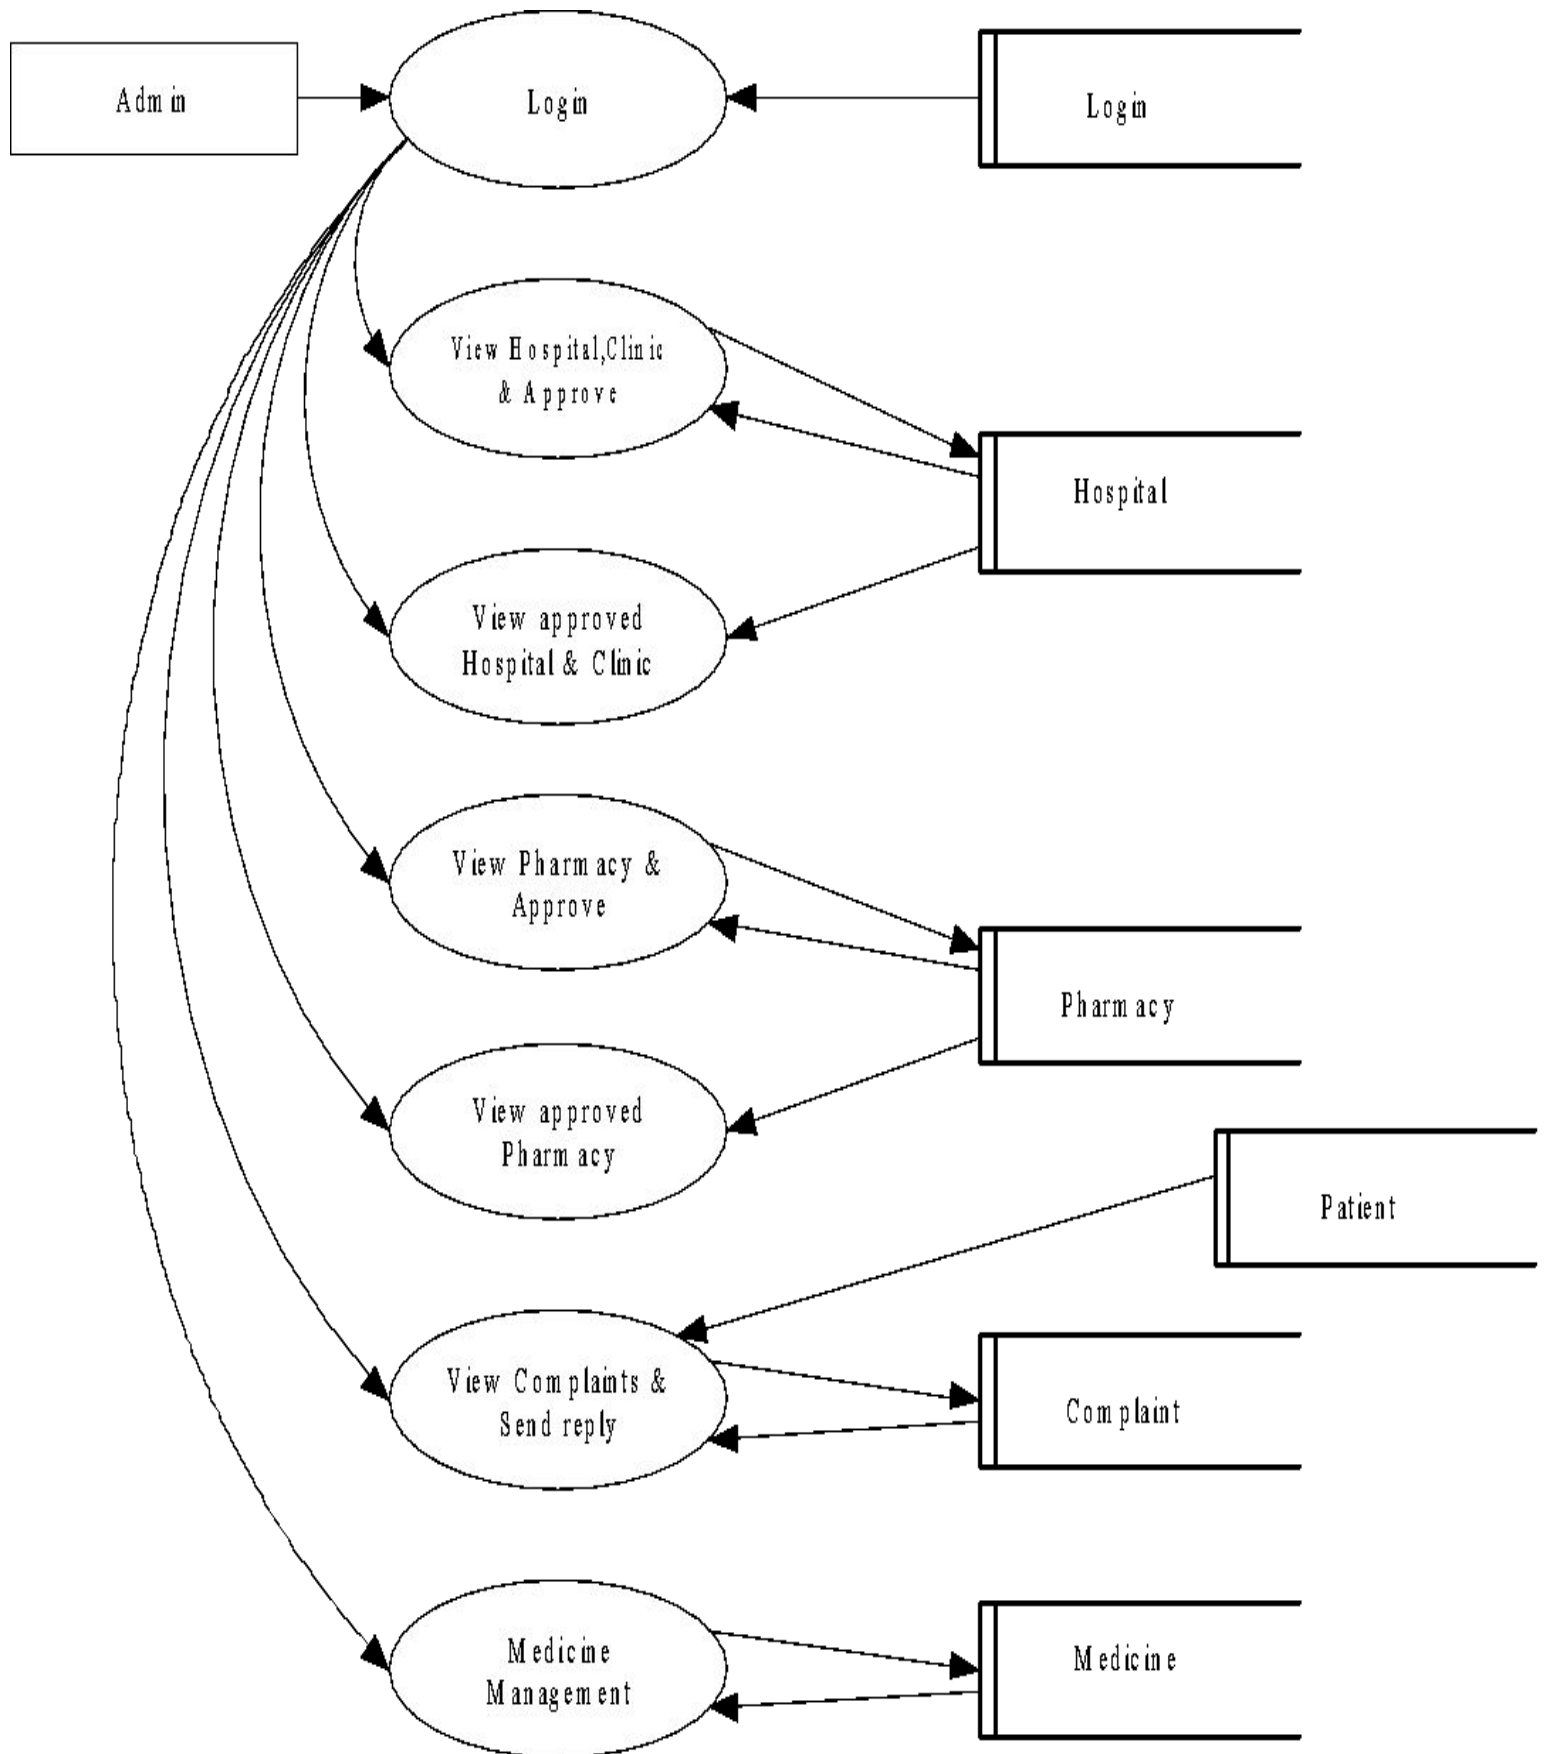 Admin
Login
Login
View Hospital,Clinic
& Approve
Hospital
View approved
Hospital & Clinic
View Pharmacy &
Approve
Pharmacy
View approved
Pharmacy
Patient
View Complaints &
Send reply
Complaint
Medicine
Management
Medicine